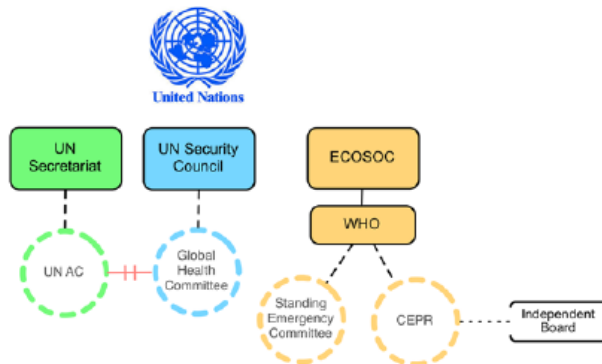 United Nations
UN
Secretariat
UN Security
Council
ECOSOC
WHO
UN AC
Global
Health
Committee
Standing
Emergency
Committee
CEPR
Independent
Board